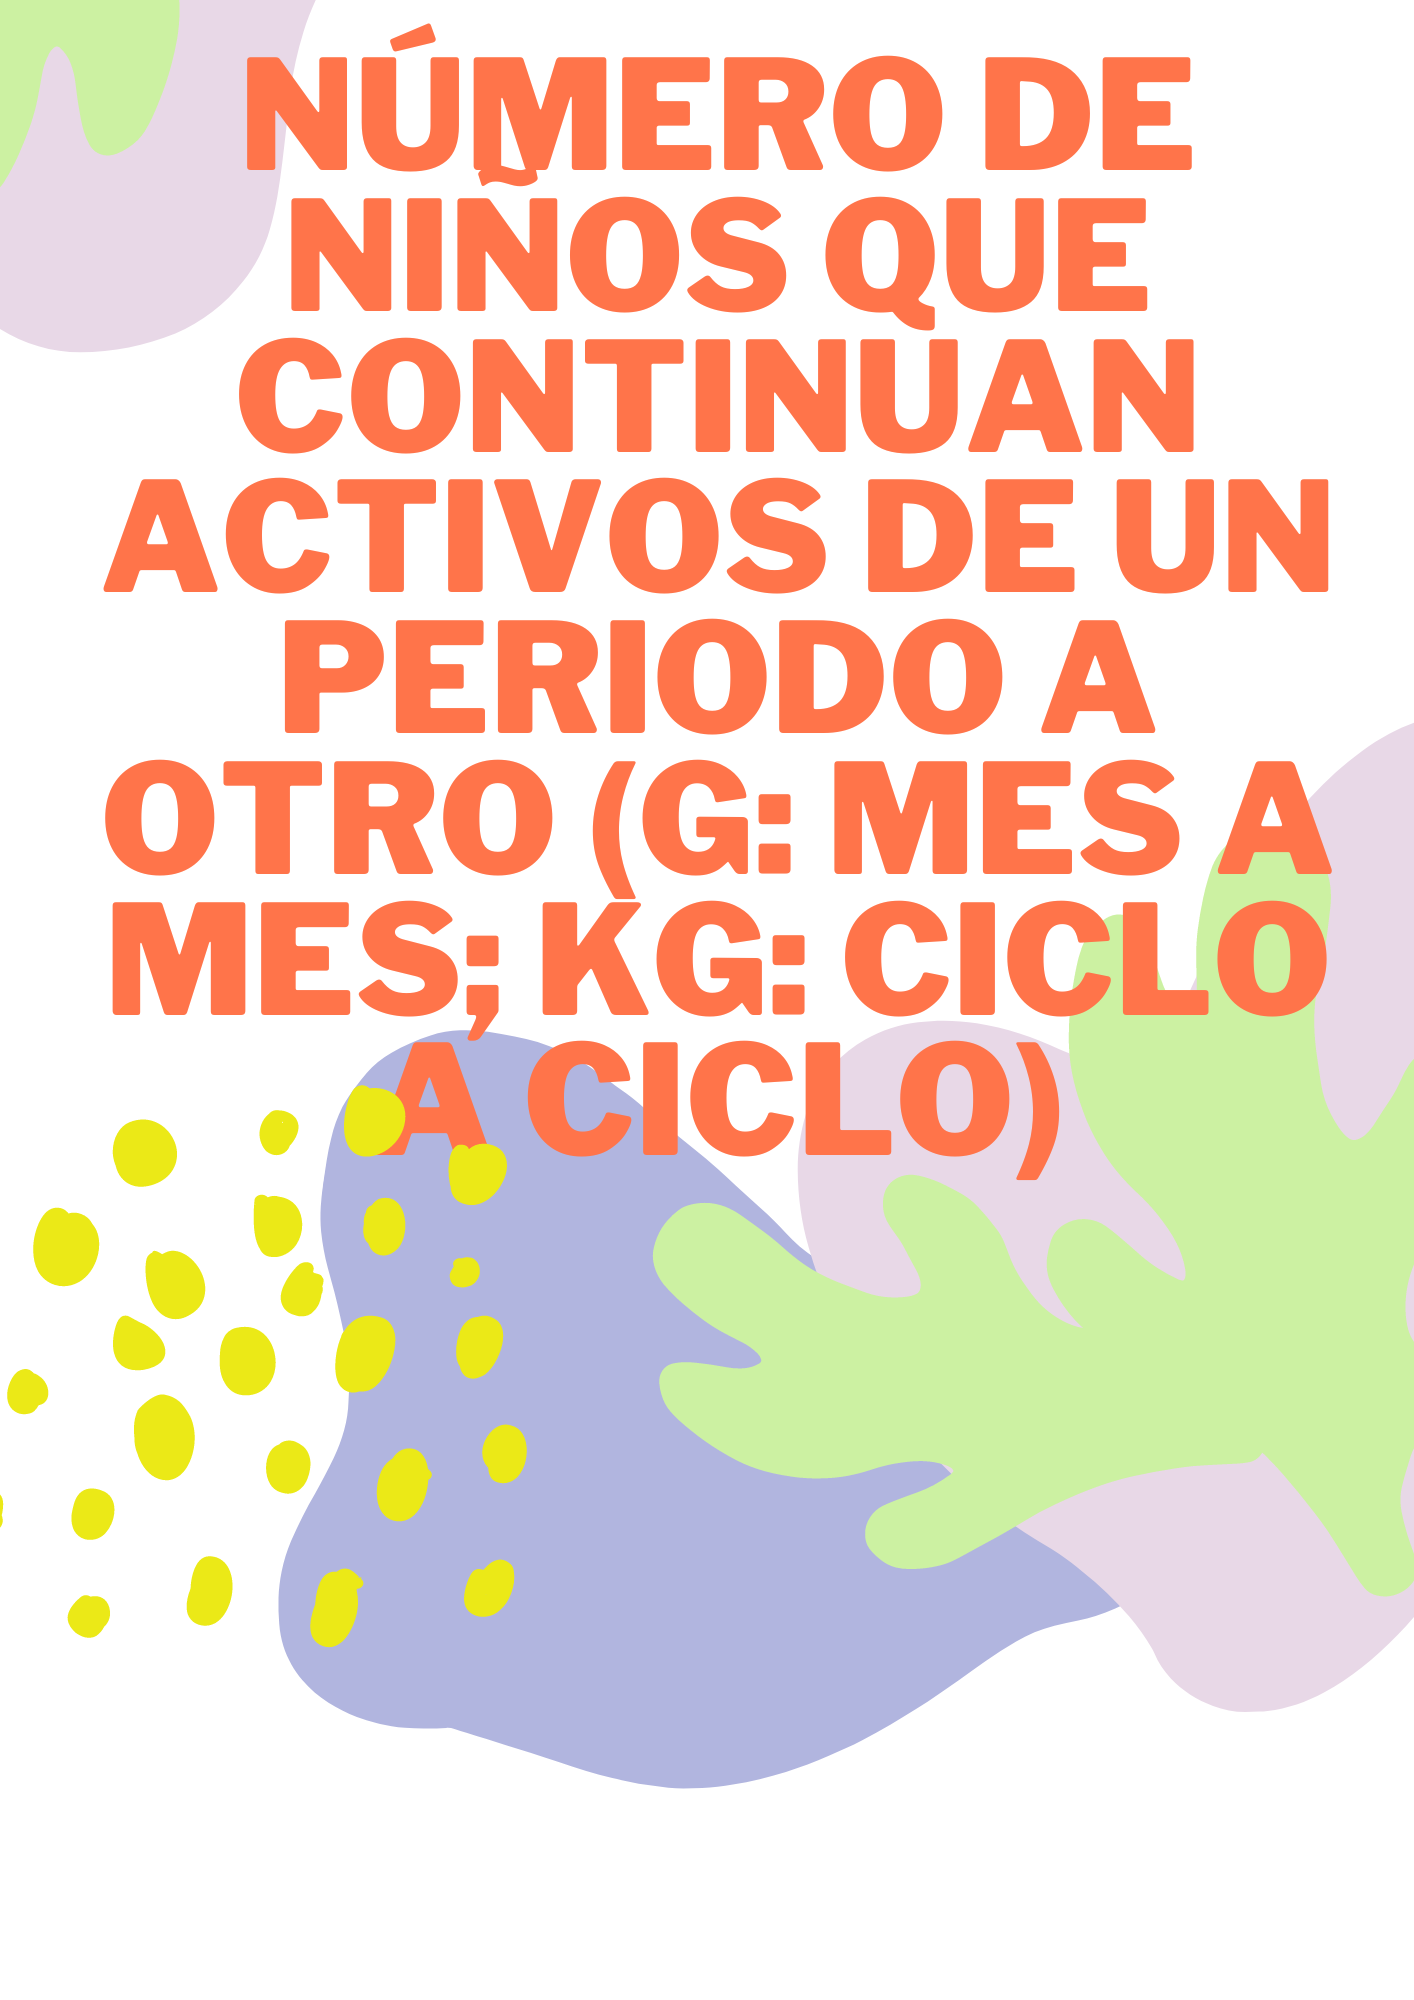 NÚMERO DE
NIÑOS QUE
CONTINUAN
ACTIVOS DE UN
PERIODO A
OTRO (G: MES A
MES; KG: CICLO
A CICLO)